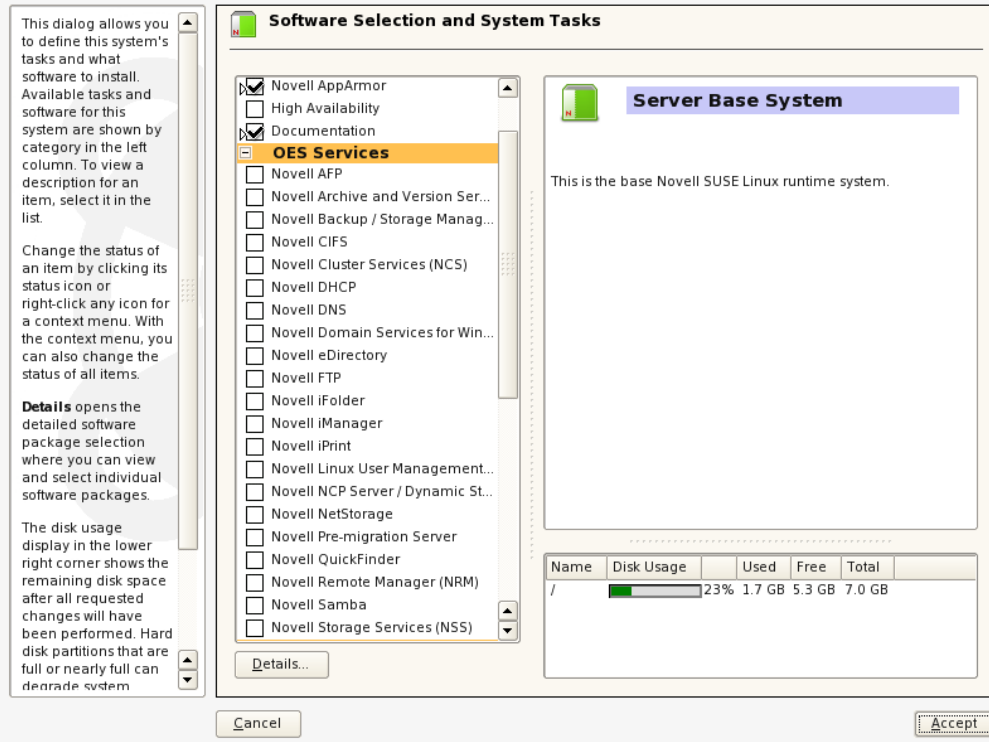 This dialog allows you
to define this system's
tasks and what
software to install.
Available tasks and
software for this
system are shown by
category in the left
column. To view a
description for an
item, select it in the
list.
Change the status of
an item by clicking its
status icon or
right-click any icon for
a context menu. With
the context menu, you
can also change the
status of all items.
Details opens the
detailed software
package selection
where you can view
and select individual
software packages.
The disk usage
display in the lower
right corner shows the
remaining disk space
after all requested
changes will have
been performed. Hard
disk partitions that are
full or nearly full can
degrade system
Software Selection and System Tasks
Novell AppArmor
High Availability
Documentation
OES Services
Novell AFP
Novell Archive and Version Ser...
Novell Backup / Storage Manag...
Novell CIFS
Novell Cluster Services (NCS)
Novell DHCP
Novell DNS
Novell Domain Services for Win...
Novell eDirectory
Novell FTP
Novell iFolder
Novell iManager
Novell iPrint
Novell Linux User Management...
Novell NCP Server / Dynamic St...
Novell NetStorage
Novell Pre-migration Server
Novell QuickFinder
Novell Remote Manager (NRM)
Novell Samba
Novell Storage Services (NSS)
Details...
Server Base System
This is the base Novell SUSE Linux runtime system.
Name Disk Usage Used Free Total
/ 23% 1.7 GB 5.3 GB 7.0 GB
Cancel
Accept